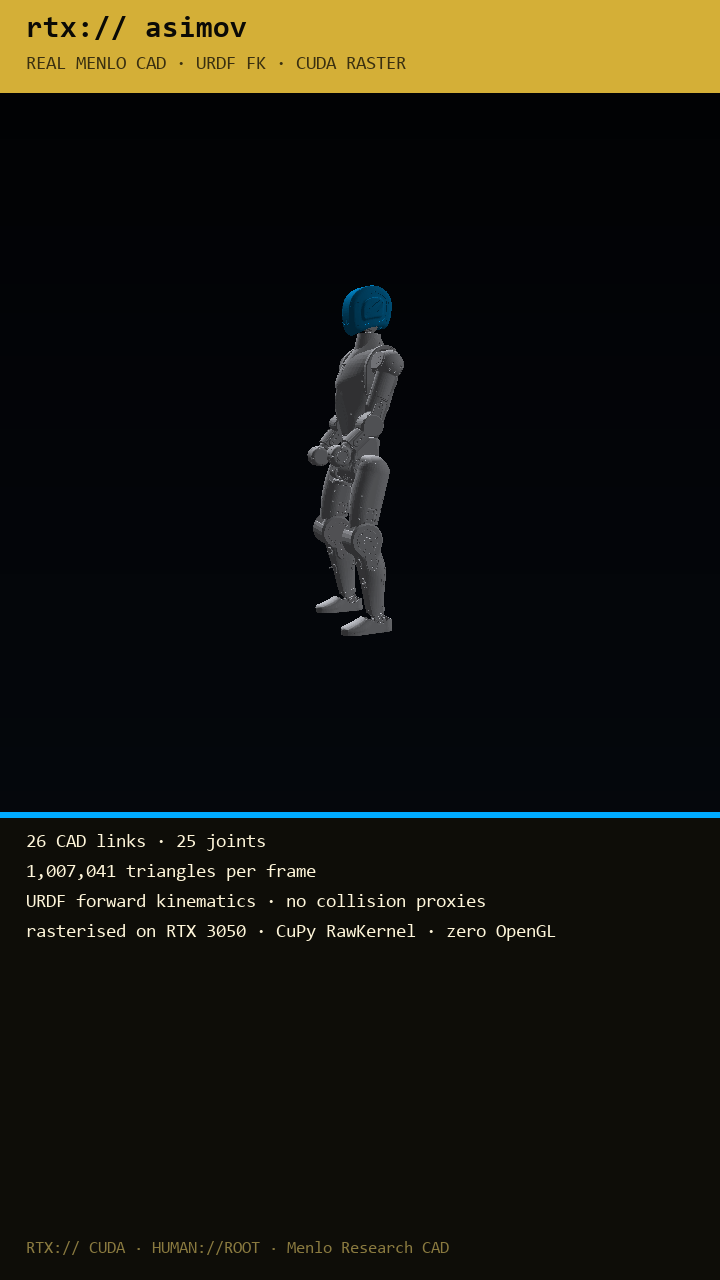 rtx:// asimov
REAL MENLO CAD · URDF FK · CUDA RASTER
26 CAD links · 25 joints
1,007,041 triangles per frame
URDF forward kinematics · no collision proxies
rasterised on RTX 3050 · CuPy RawKernel · zero OpenGL
RTX:// CUDA · HUMAN://ROOT · Menlo Research CAD